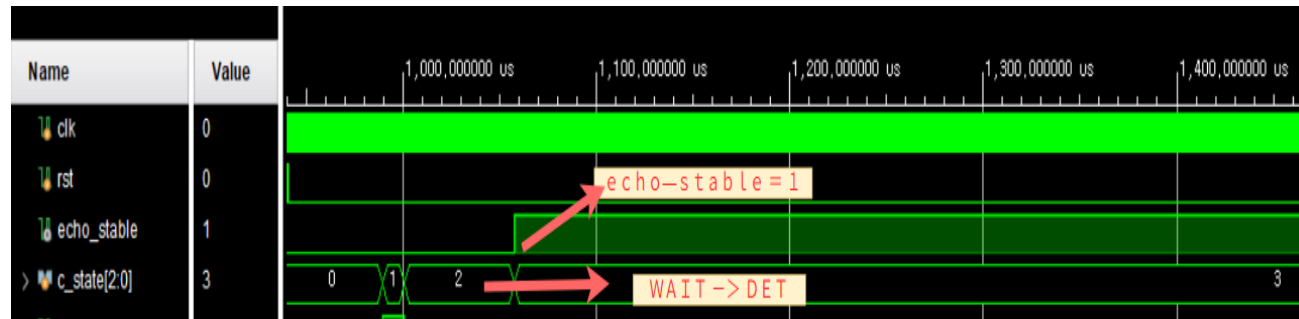 Name Value
1,000.000000 us 1,100.000000 us 1,200.000000 us 1,300.000000 us 1,400.000000 us
clk 0
rst 0
echo—stable=1
echo_stable 1
c_state[2:0] 3 0 1 2 3
WAIT->DET